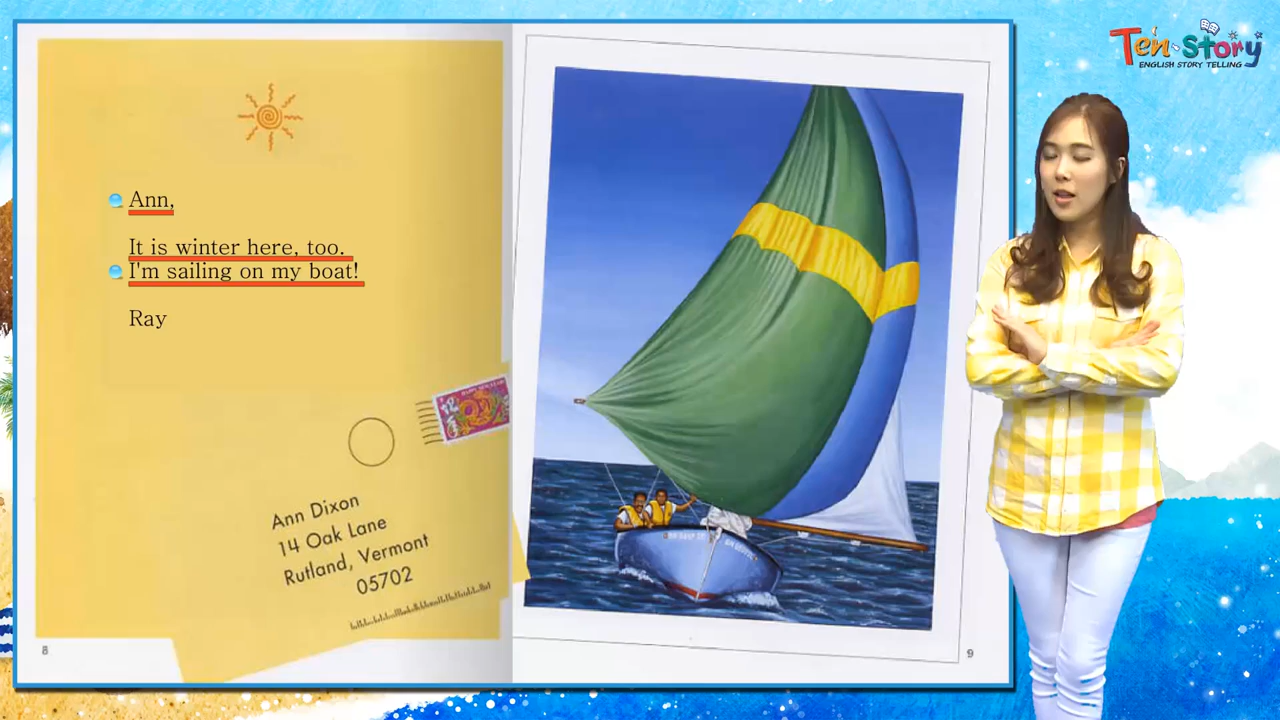 Ten Story
ENGLISH STORY TELLING
Ann,
It is winter here, too.
I'm sailing on my boat!
Ray
Ann Dixon
14 Oak Lane
Rutland, Vermont
05702
8
9